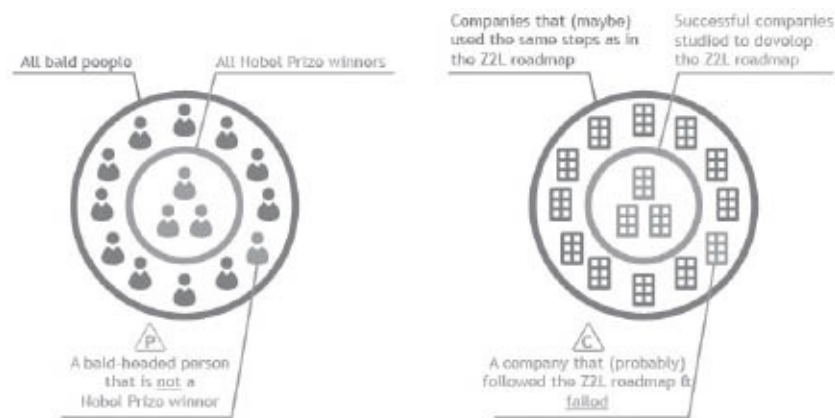 All bald people
All Nobel Prize winners
P
A bald-headed person
that is not a
Nobel Prize winner
Companies that (maybe)
used the same steps as in
the Z2L roadmap
Successful companies
studied to develop
the Z2L roadmap
C
A company that (probably)
followed the Z2L roadmap &
failed